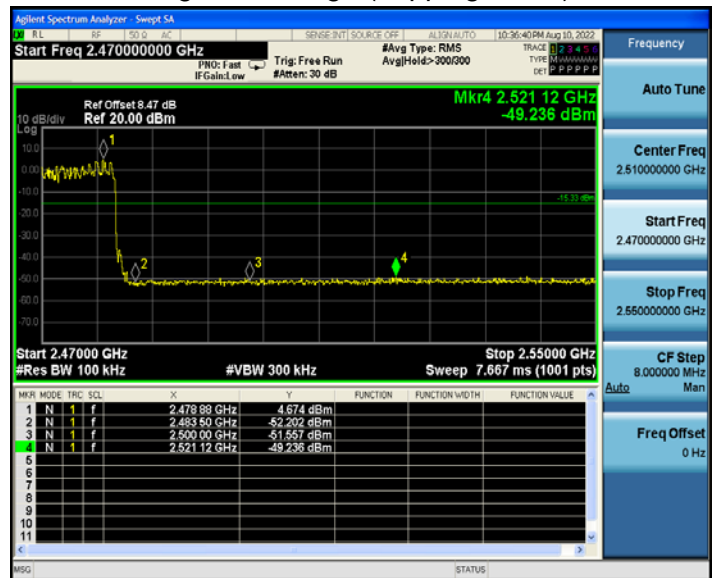 Agilent Spectrum Analyzer - Swept SA
RL RF 50 Ω AC SENSE:INT SOURCE OFF ALIGN AUTO 10:36:40 PM Aug 10, 2022
Start Freq 2.470000000 GHz
PNO: Fast
IFGain:Low
Trig: Free Run
#Atten: 30 dB
#Avg Type: RMS
Avg|Hold:>300/300
TRACE 1 2 3 4 5 6
TYPE M
DET P P P P P P
Frequency
Auto Tune
Center Freq
2.510000000 GHz
Start Freq
2.470000000 GHz
Stop Freq
2.550000000 GHz
CF Step
8.000000 MHz
Auto Man
Freq Offset
0 Hz
Mkr4 2.521 12 GHz
-49.236 dBm
Ref Offset 8.47 dB
10 dB/div Ref 20.00 dBm
Log
10.0
0.00
-10.0
-20.0
-30.0
-40.0
-50.0
-60.0
-70.0
1
2
3
4
-15.33 dBm
Start 2.47000 GHz Stop 2.55000 GHz
#Res BW 100 kHz #VBW 300 kHz Sweep 7.667 ms (1001 pts)
MKR MODE TRC SCL X Y FUNCTION FUNCTION WIDTH FUNCTION VALUE
1 N 1 f 2.478 88 GHz 4.674 dBm
2 N 1 f 2.483 50 GHz -52.202 dBm
3 N 1 f 2.500 00 GHz -51.557 dBm
4 N 1 f 2.521 12 GHz -49.236 dBm
5
6
7
8
9
10
11
MSG STATUS